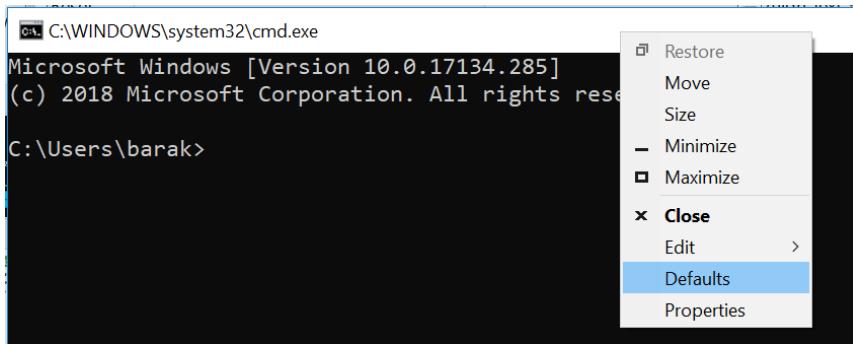 C:\WINDOWS\system32\cmd.exe
Microsoft Windows [Version 10.0.17134.285]
(c) 2018 Microsoft Corporation. All rights rese
C:\Users\barak>
Restore
Move
Size
Minimize
Maximize
Close
Edit
Defaults
Properties